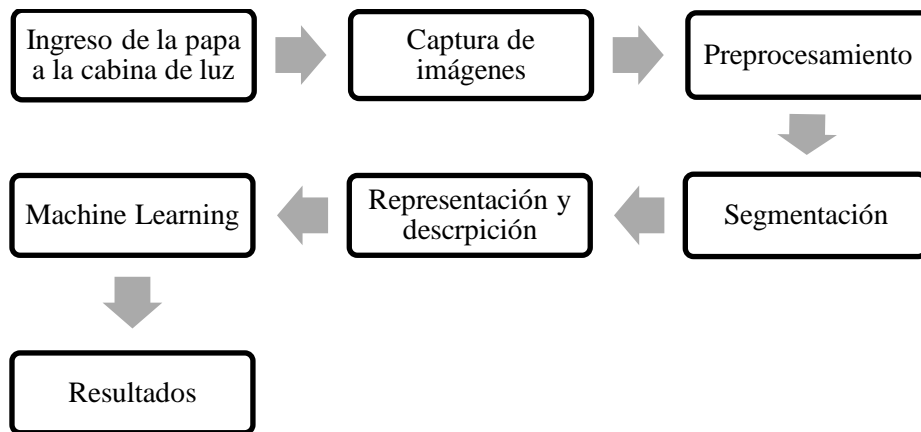 Ingreso de la papa
a la cabina de luz
Captura de
imágenes
Preprocesamiento
Segmentación
Representación y
descrpición
Machine Learning
Resultados